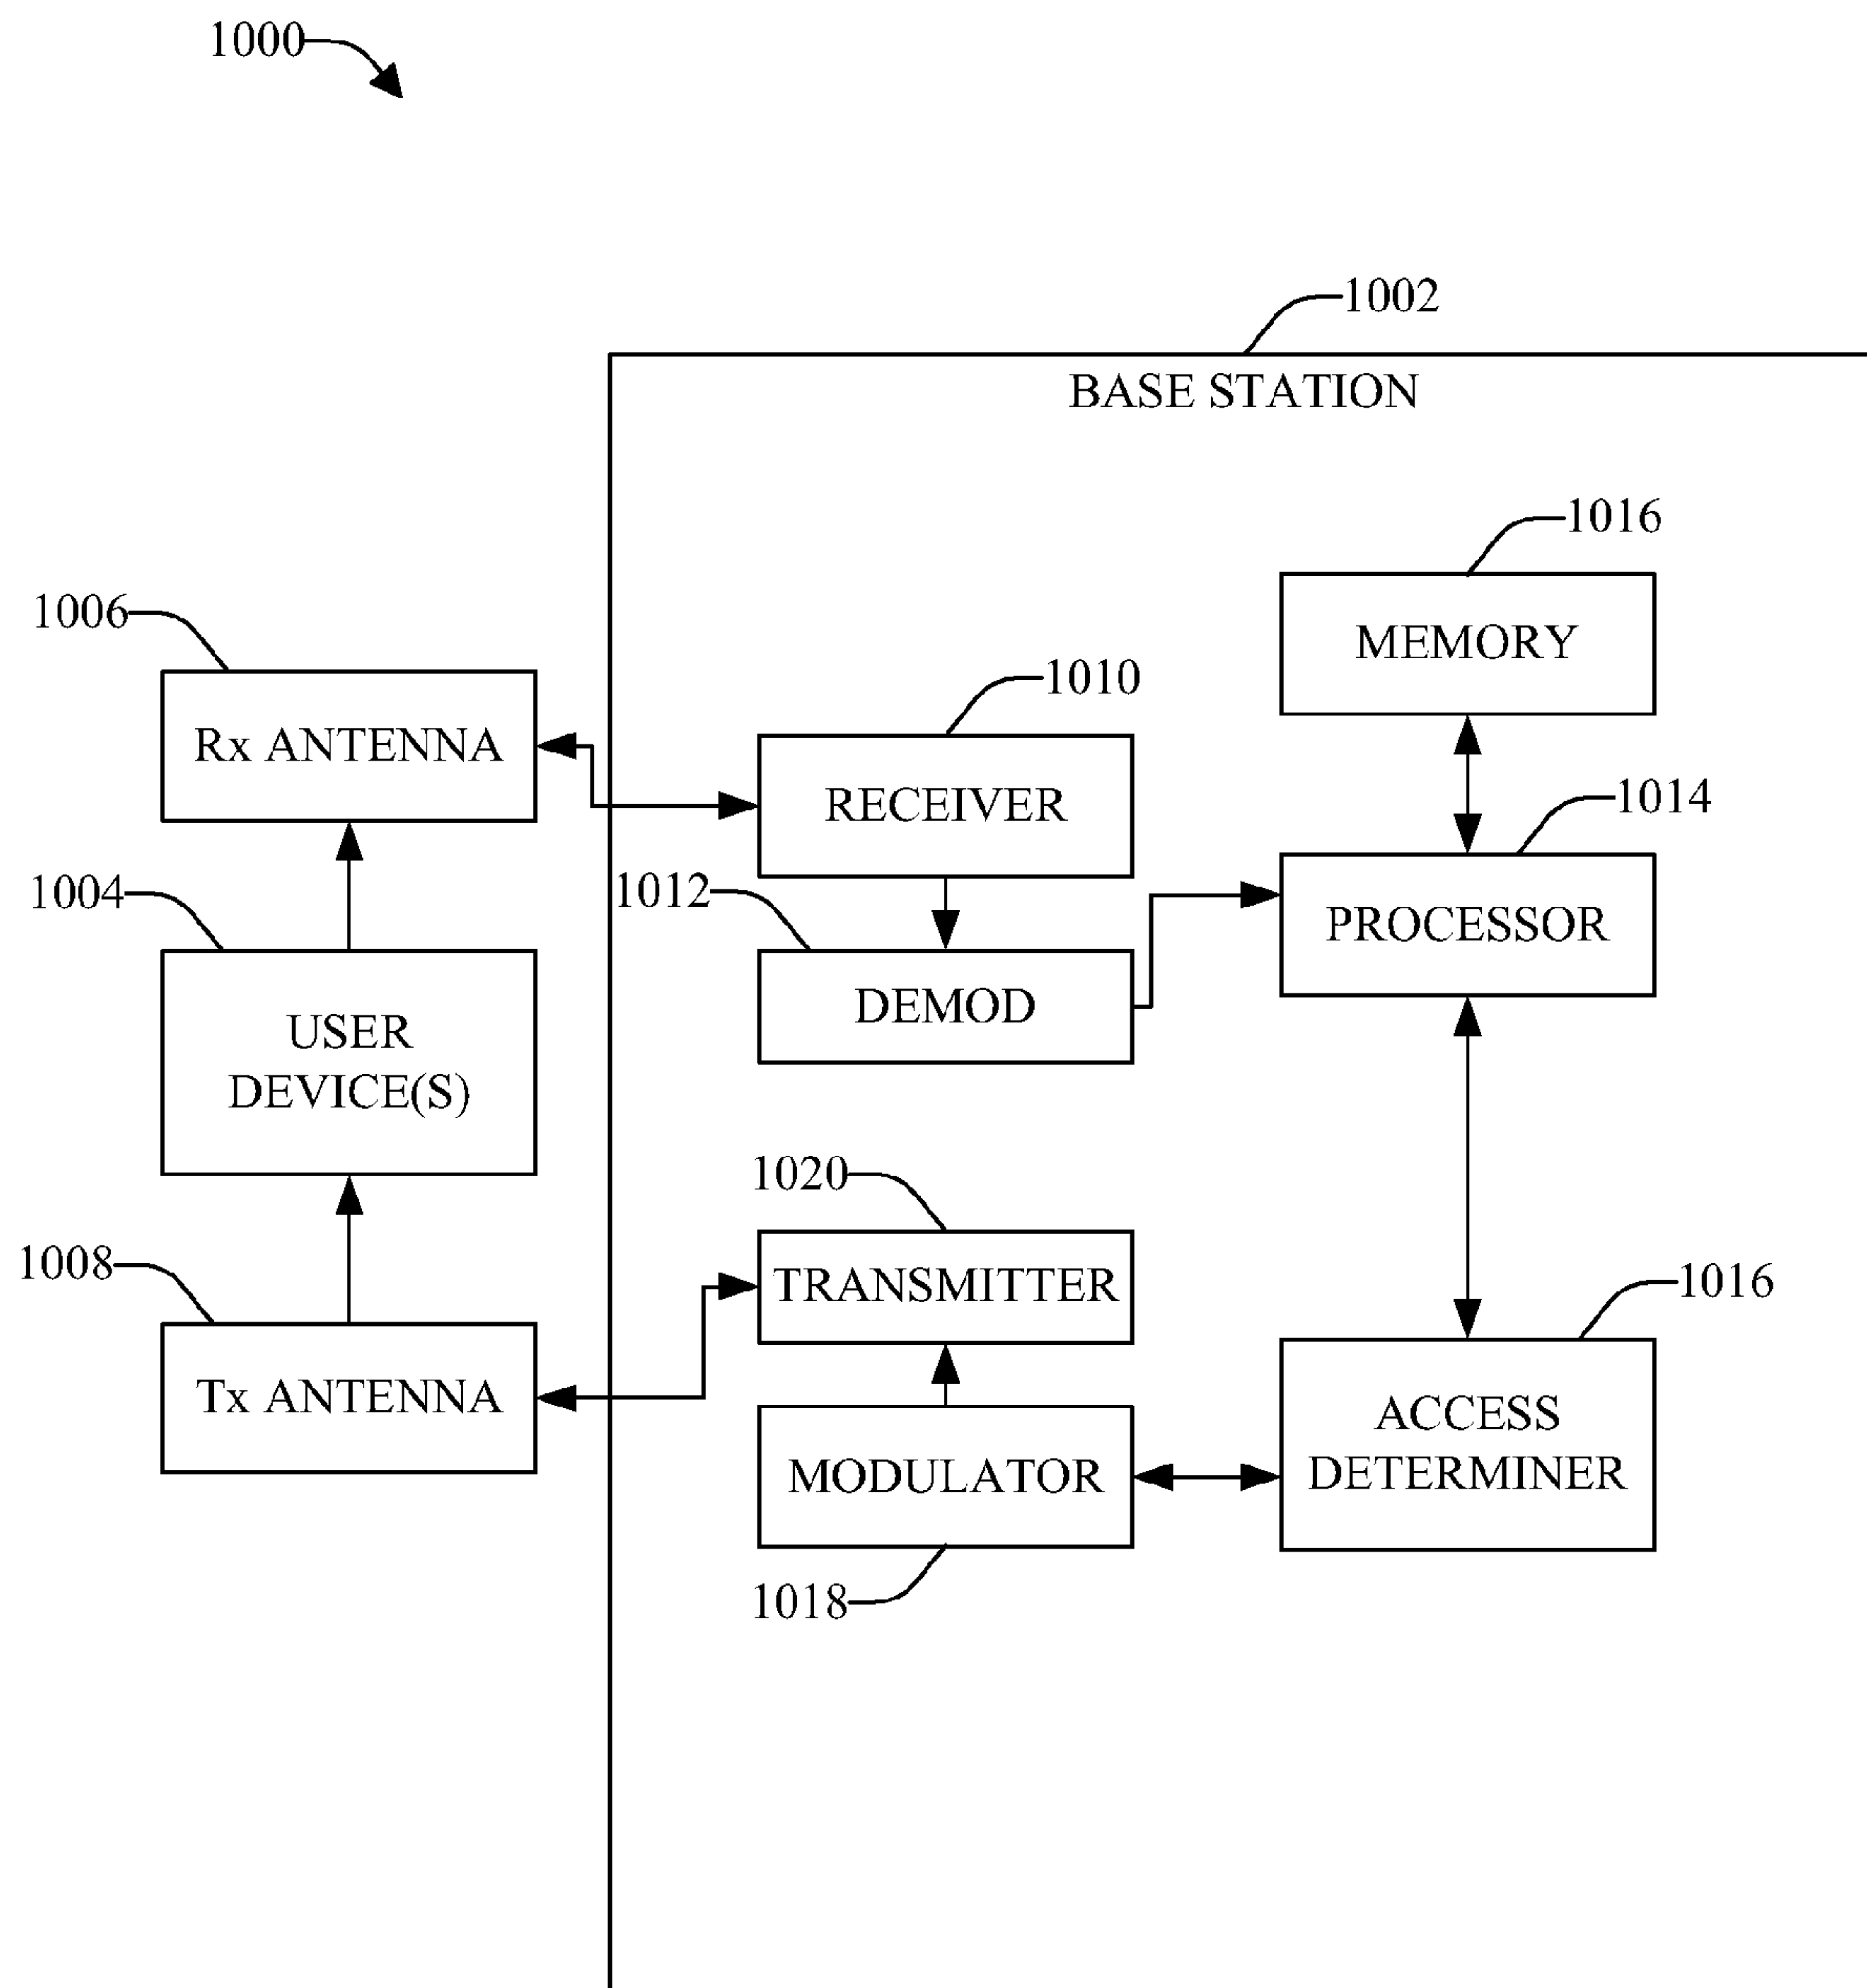 1000
1002
BASE STATION
1016
MEMORY
1006
Rx ANTENNA
1010
RECEIVER
1014
PROCESSOR
1004
USER
DEVICE(S)
1012
DEMOD
1020
TRANSMITTER
1008
Tx ANTENNA
1016
ACCESS
DETERMINER
MODULATOR
1018